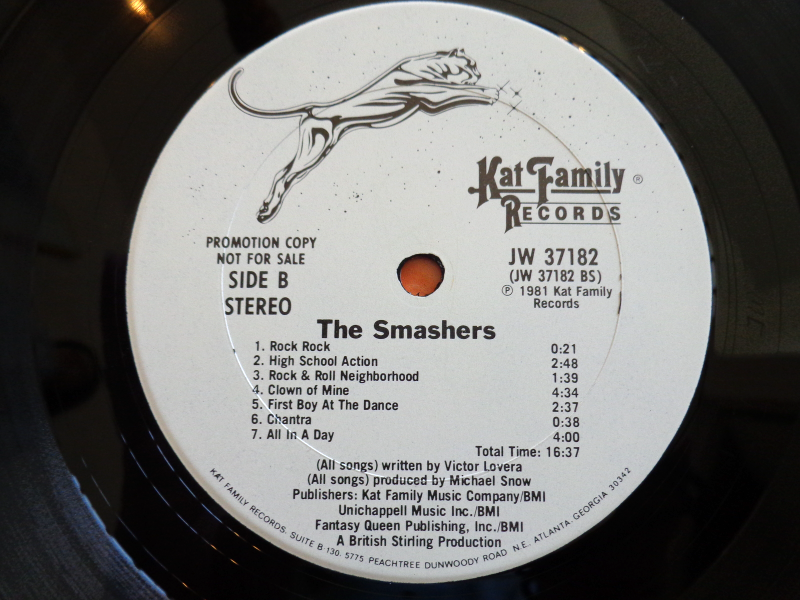 Kat Family ®
RECORDS
PROMOTION COPY
NOT FOR SALE
SIDE B
STEREO
JW 37182
(JW 37182 BS)
℗ 1981 Kat Family
Records
The Smashers
1. Rock Rock 0:21
2. High School Action 2:48
3. Rock & Roll Neighborhood 1:39
4. Clown of Mine 4:34
5. First Boy At The Dance 2:37
6. Chantra 0:38
7. All In A Day 4:00
Total Time: 16:37
(All songs) written by Victor Lovera
(All songs) produced by Michael Snow
Publishers: Kat Family Music Company/BMI
Unichappell Music Inc./BMI
Fantasy Queen Publishing, Inc./BMI
A British Stirling Production
KAT FAMILY RECORDS, SUITE B-130, 5775 PEACHTREE DUNWOODY ROAD N.E., ATLANTA, GEORGIA 30342